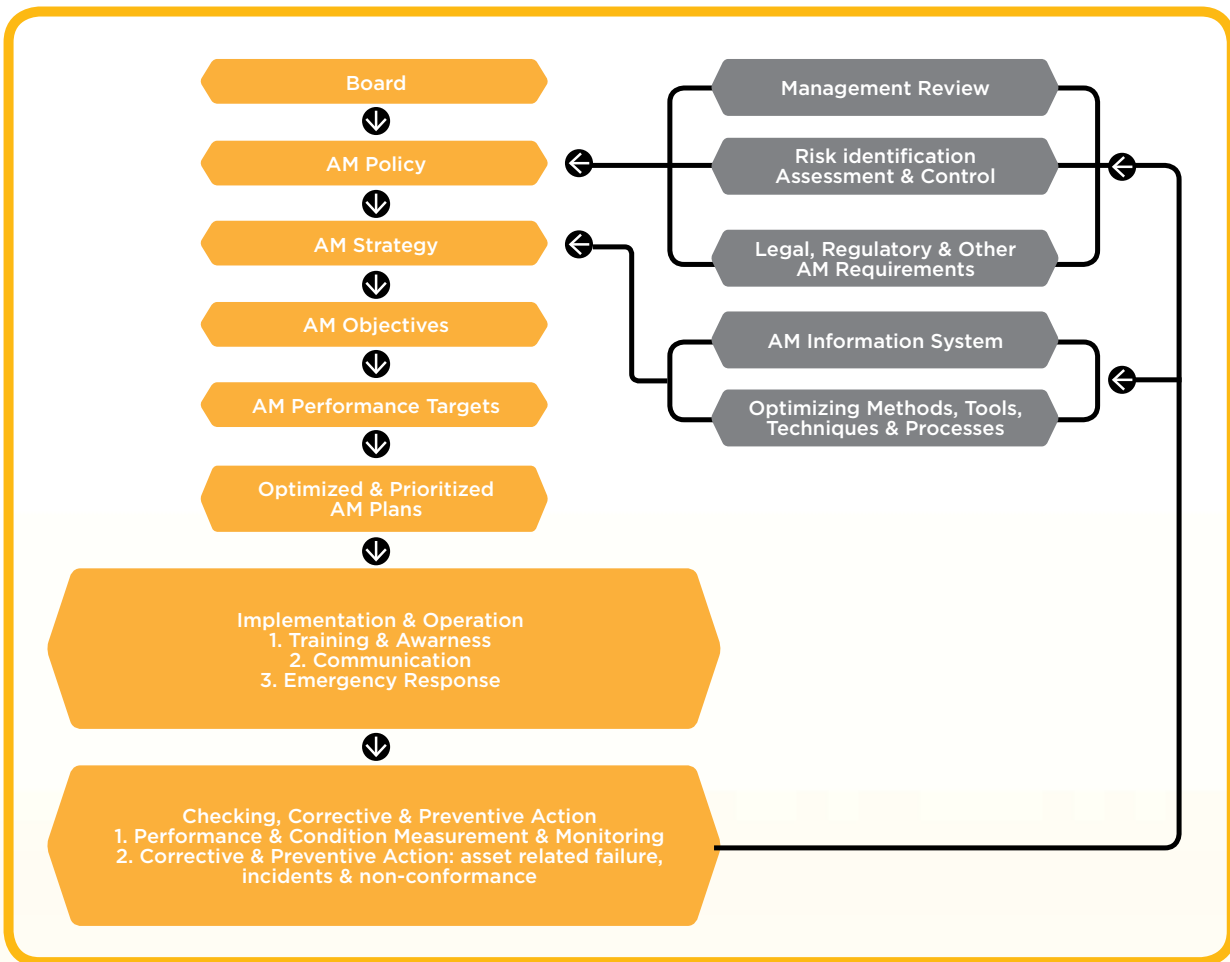 Board
AM Policy
AM Strategy
AM Objectives
AM Performance Targets
Optimized & Prioritized
AM Plans
Implementation & Operation
1. Training & Awarness
2. Communication
3. Emergency Response
Checking, Corrective & Preventive Action
1. Performance & Condition Measurement & Monitoring
2. Corrective & Preventive Action: asset related failure,
incidents & non-conformance
Management Review
Risk identification
Assessment & Control
Legal, Regulatory & Other
AM Requirements
AM Information System
Optimizing Methods, Tools,
Techniques & Processes